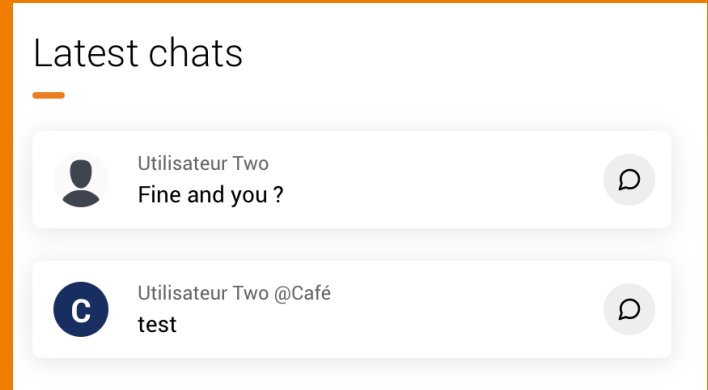 Latest chats
Utilisateur Two
Fine and you ?
C
Utilisateur Two @Café
test